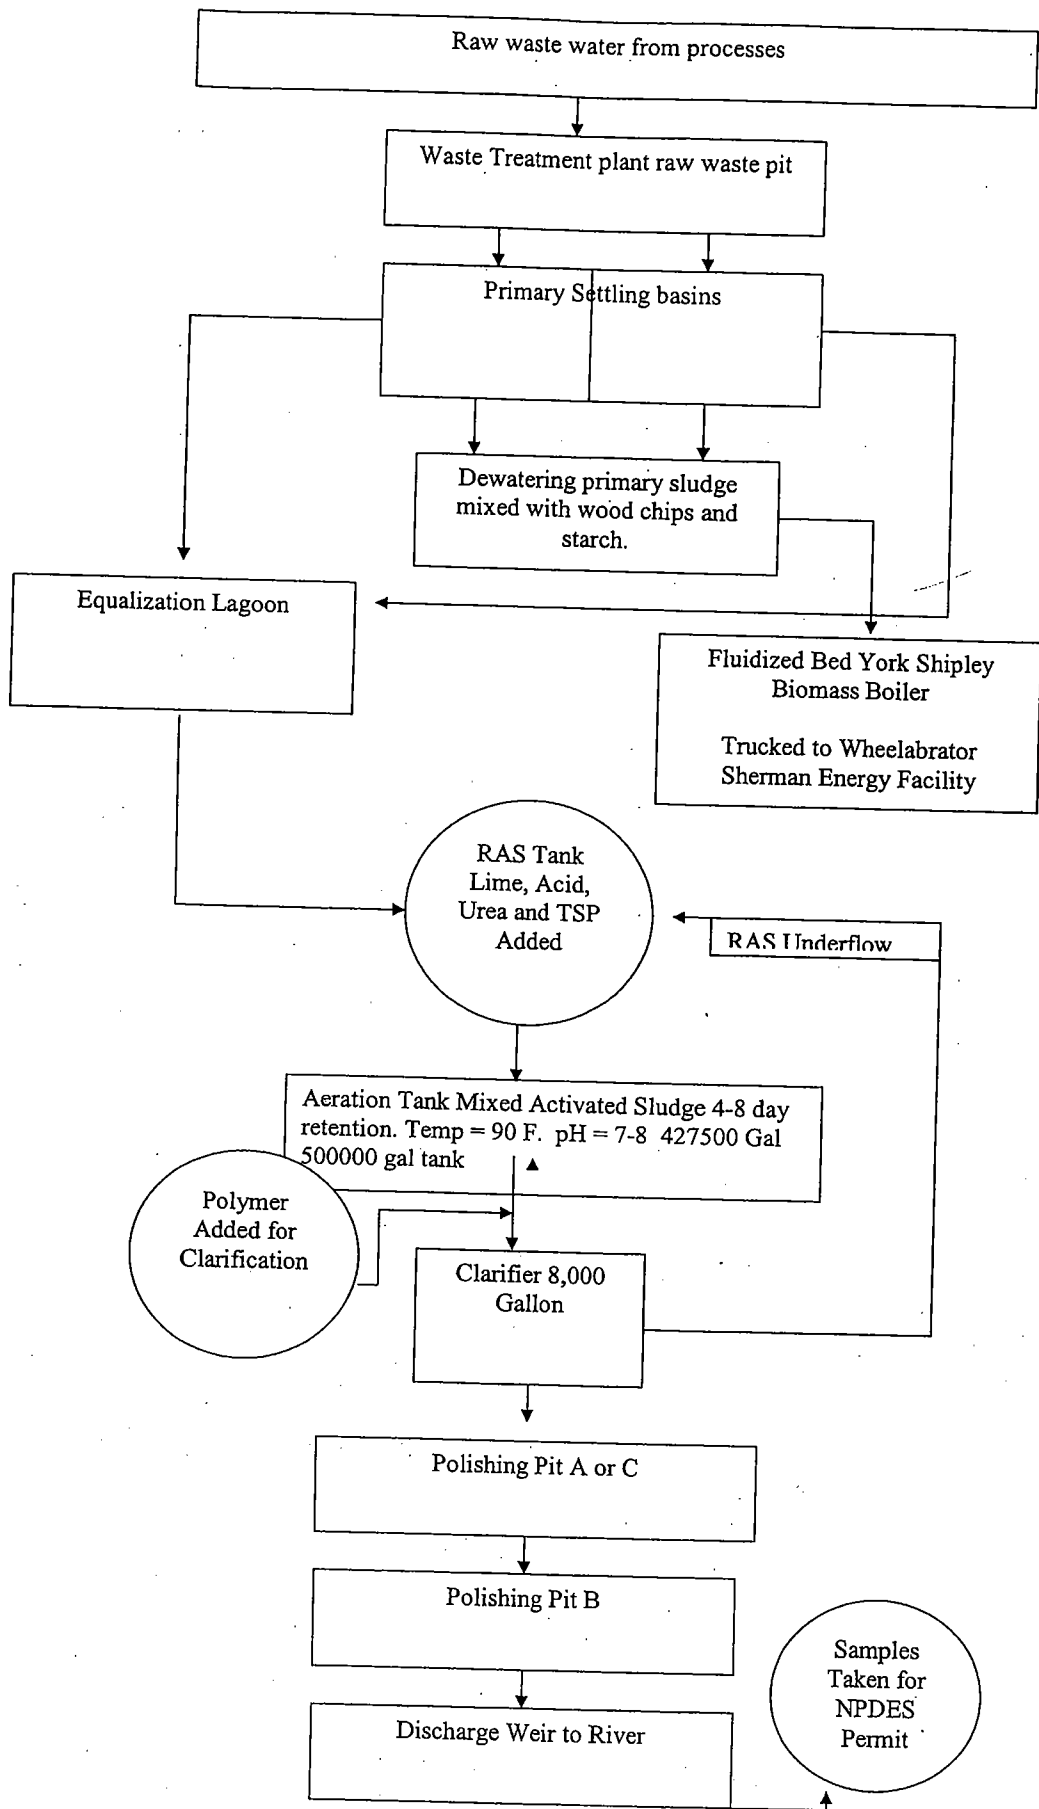 Raw waste water from processes
Waste Treatment plant raw waste pit
Primary Settling basins
Dewatering primary sludge
mixed with wood chips and
starch.
Equalization Lagoon
Fluidized Bed York Shipley
Biomass Boiler
Trucked to Wheelabrator
Sherman Energy Facility
RAS Tank
Lime, Acid,
Urea and TSP
Added
RAS Underflow
Aeration Tank Mixed Activated Sludge 4-8 day
retention. Temp = 90 F. pH = 7-8 427500 Gal
500000 gal tank
Polymer
Added for
Clarification
Clarifier 8,000
Gallon
Polishing Pit A or C
Polishing Pit B
Samples
Taken for
NPDES
Permit
Discharge Weir to River